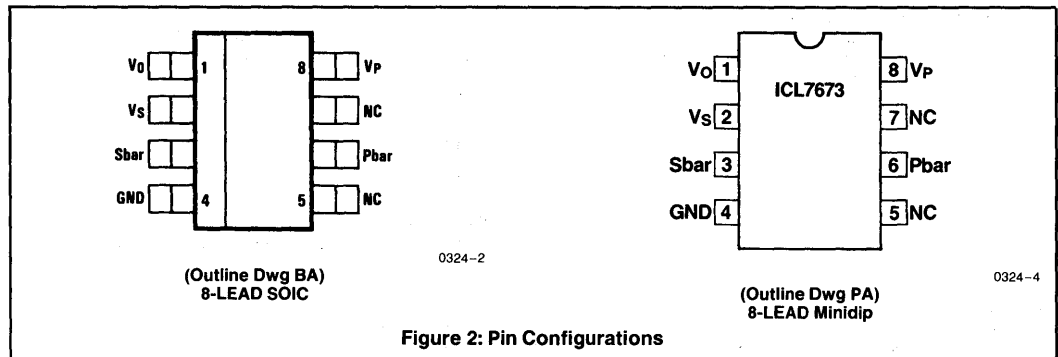 VO 1 8 VP
VS NC
Sbar Pbar
GND 4 5 NC
0324-2
(Outline Dwg BA)
8-LEAD SOIC
ICL7673
VO 1 8 VP
VS 2 7 NC
Sbar 3 6 Pbar
GND 4 5 NC
0324-4
(Outline Dwg PA)
8-LEAD Minidip
Figure 2: Pin Configurations